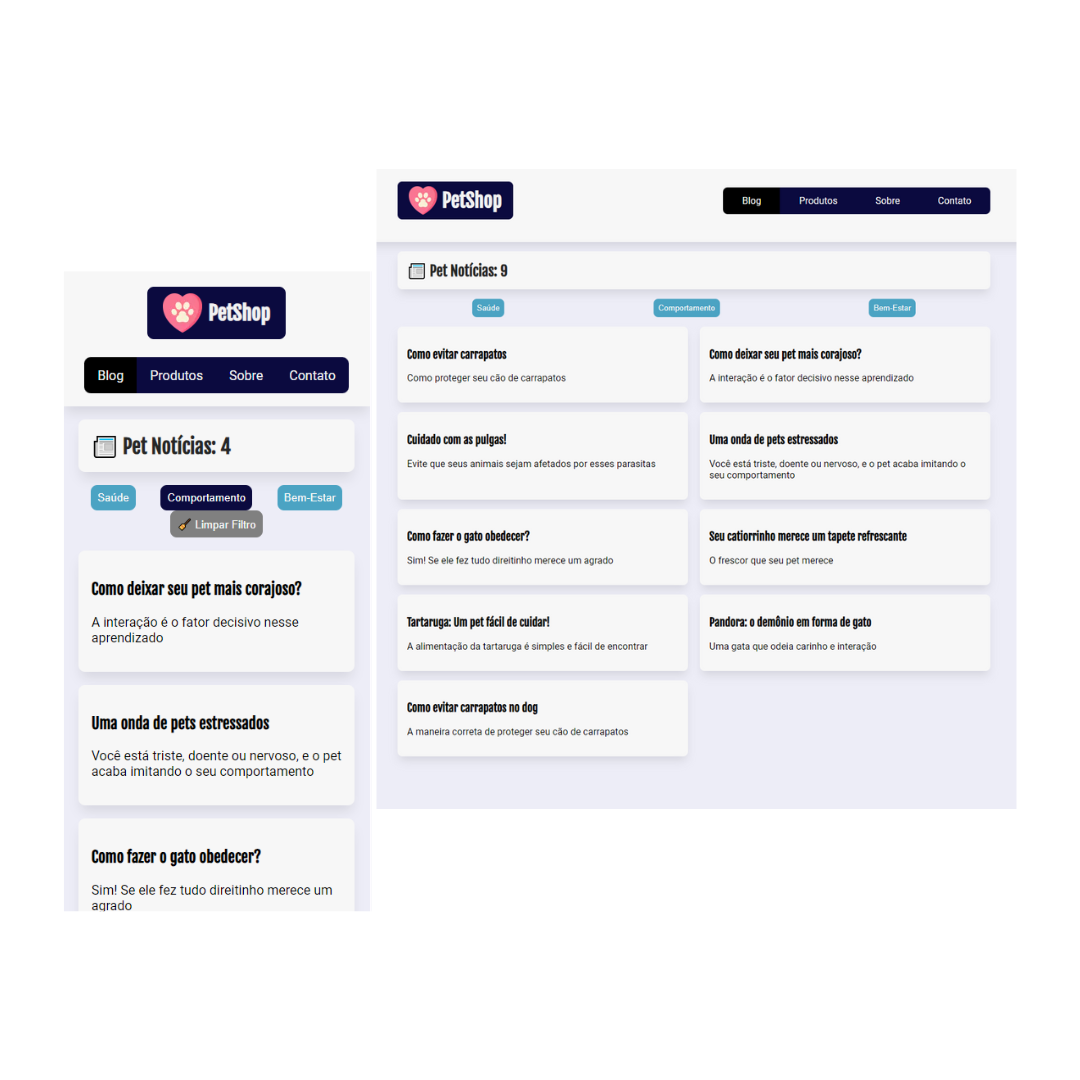 PetShop
Blog Produtos Sobre Contato
Pet Notícias: 4
Saúde Comportamento Bem-Estar
Limpar Filtro
Como deixar seu pet mais corajoso?
A interação é o fator decisivo nesse
aprendizado
Uma onda de pets estressados
Você está triste, doente ou nervoso, e o pet
acaba imitando o seu comportamento
Como fazer o gato obedecer?
Sim! Se ele fez tudo direitinho merece um
agrado
PetShop
Blog Produtos Sobre Contato
Pet Notícias: 9
Saúde Comportamento Bem-Estar
Como evitar carrapatos
Como proteger seu cão de carrapatos
Como deixar seu pet mais corajoso?
A interação é o fator decisivo nesse aprendizado
Cuidado com as pulgas!
Evite que seus animais sejam afetados por esses parasitas
Uma onda de pets estressados
Você está triste, doente ou nervoso, e o pet acaba imitando o
seu comportamento
Como fazer o gato obedecer?
Sim! Se ele fez tudo direitinho merece um agrado
Seu catiorrinho merece um tapete refrescante
O frescor que seu pet merece
Tartaruga: Um pet fácil de cuidar!
A alimentação da tartaruga é simples e fácil de encontrar
Pandora: o demônio em forma de gato
Uma gata que odeia carinho e interação
Como evitar carrapatos no dog
A maneira correta de proteger seu cão de carrapatos